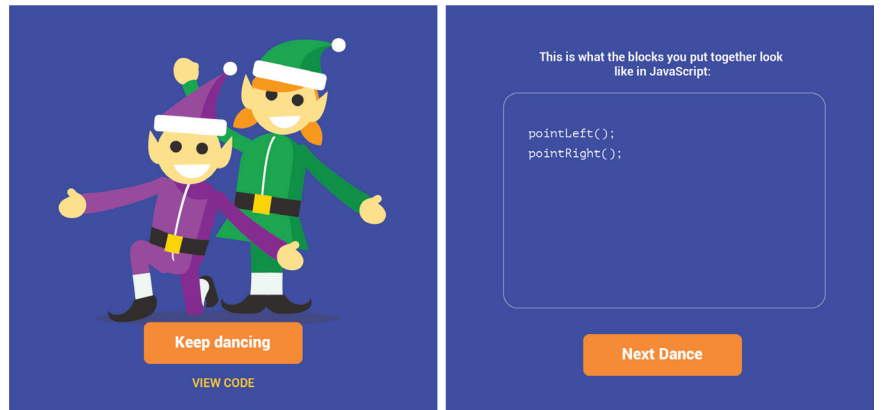 Keep dancing
VIEW CODE
This is what the blocks you put together look
like in JavaScript:
pointLeft();
pointRight();
Next Dance